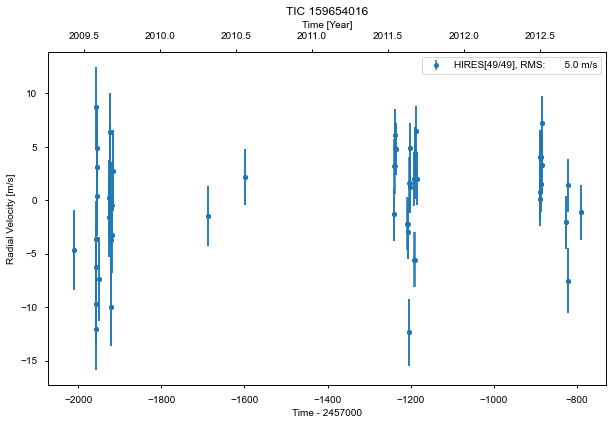 TIC 159654016
Time [Year]
2009.5 2010.0 2010.5 2011.0 2011.5 2012.0 2012.5
HIRES[49/49], RMS: 5.0 m/s
10
5
0
−5
−10
−15
Radial Velocity [m/s]
−2000 −1800 −1600 −1400 −1200 −1000 −800
Time - 2457000